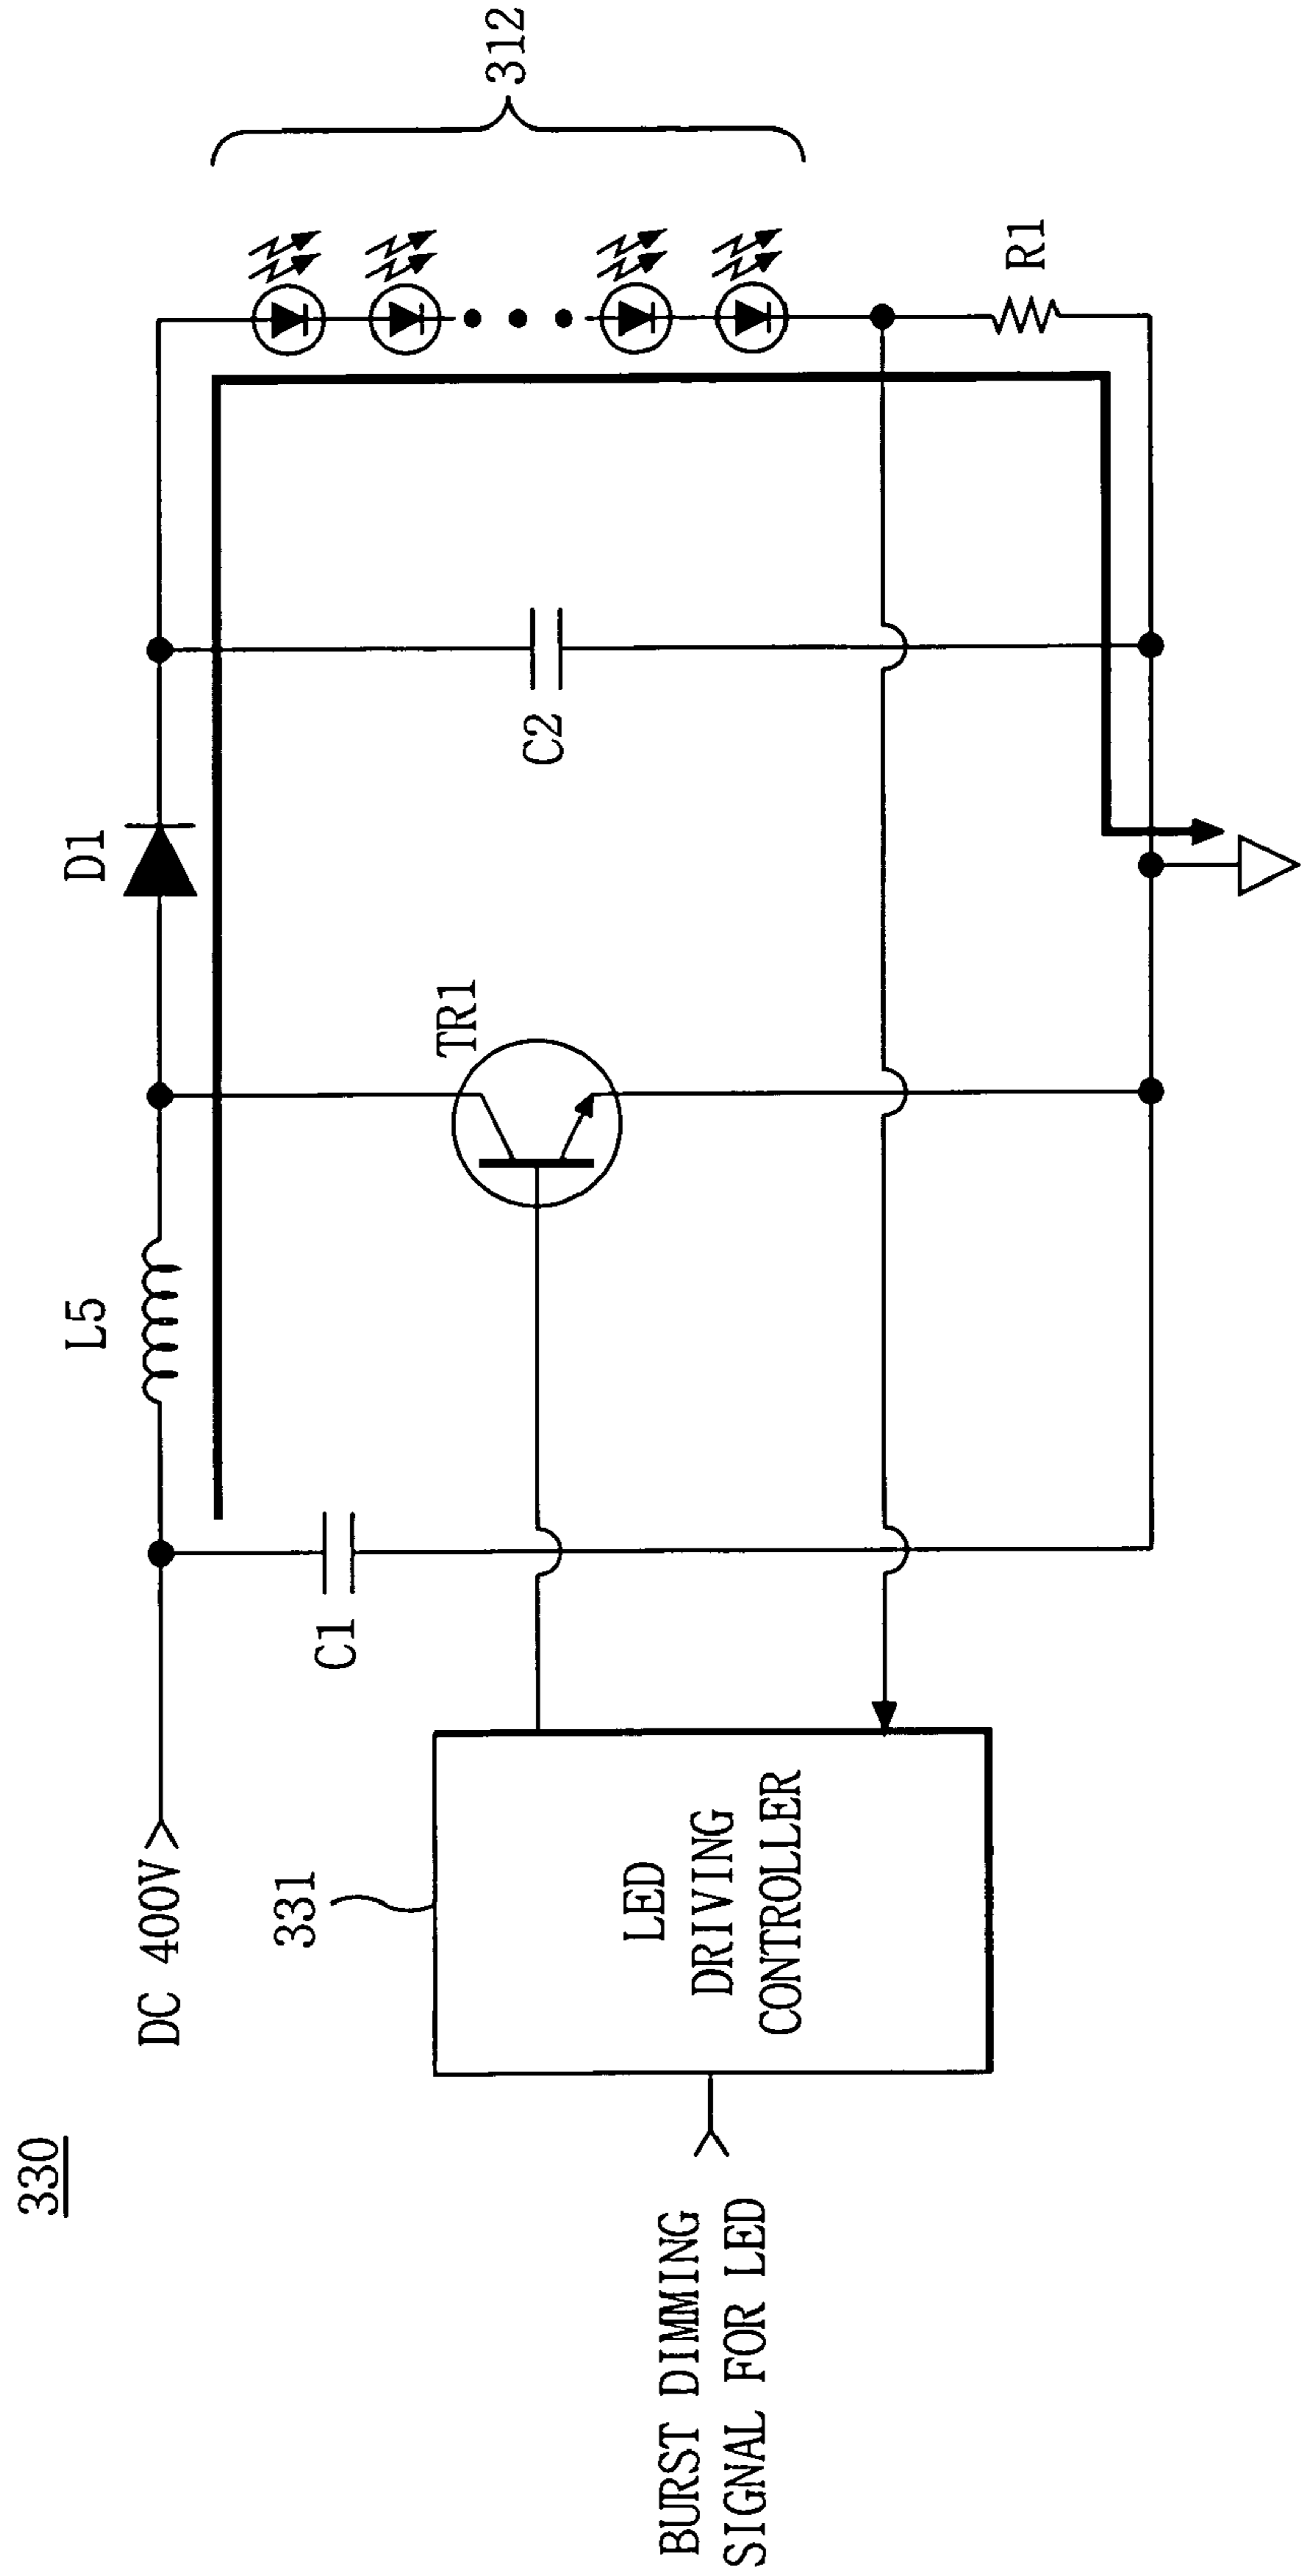 330
DC 400V
L5
D1
C1
TR1
C2
312
R1
331
LED
DRIVING
CONTROLLER
BURST DIMMING
SIGNAL FOR LED